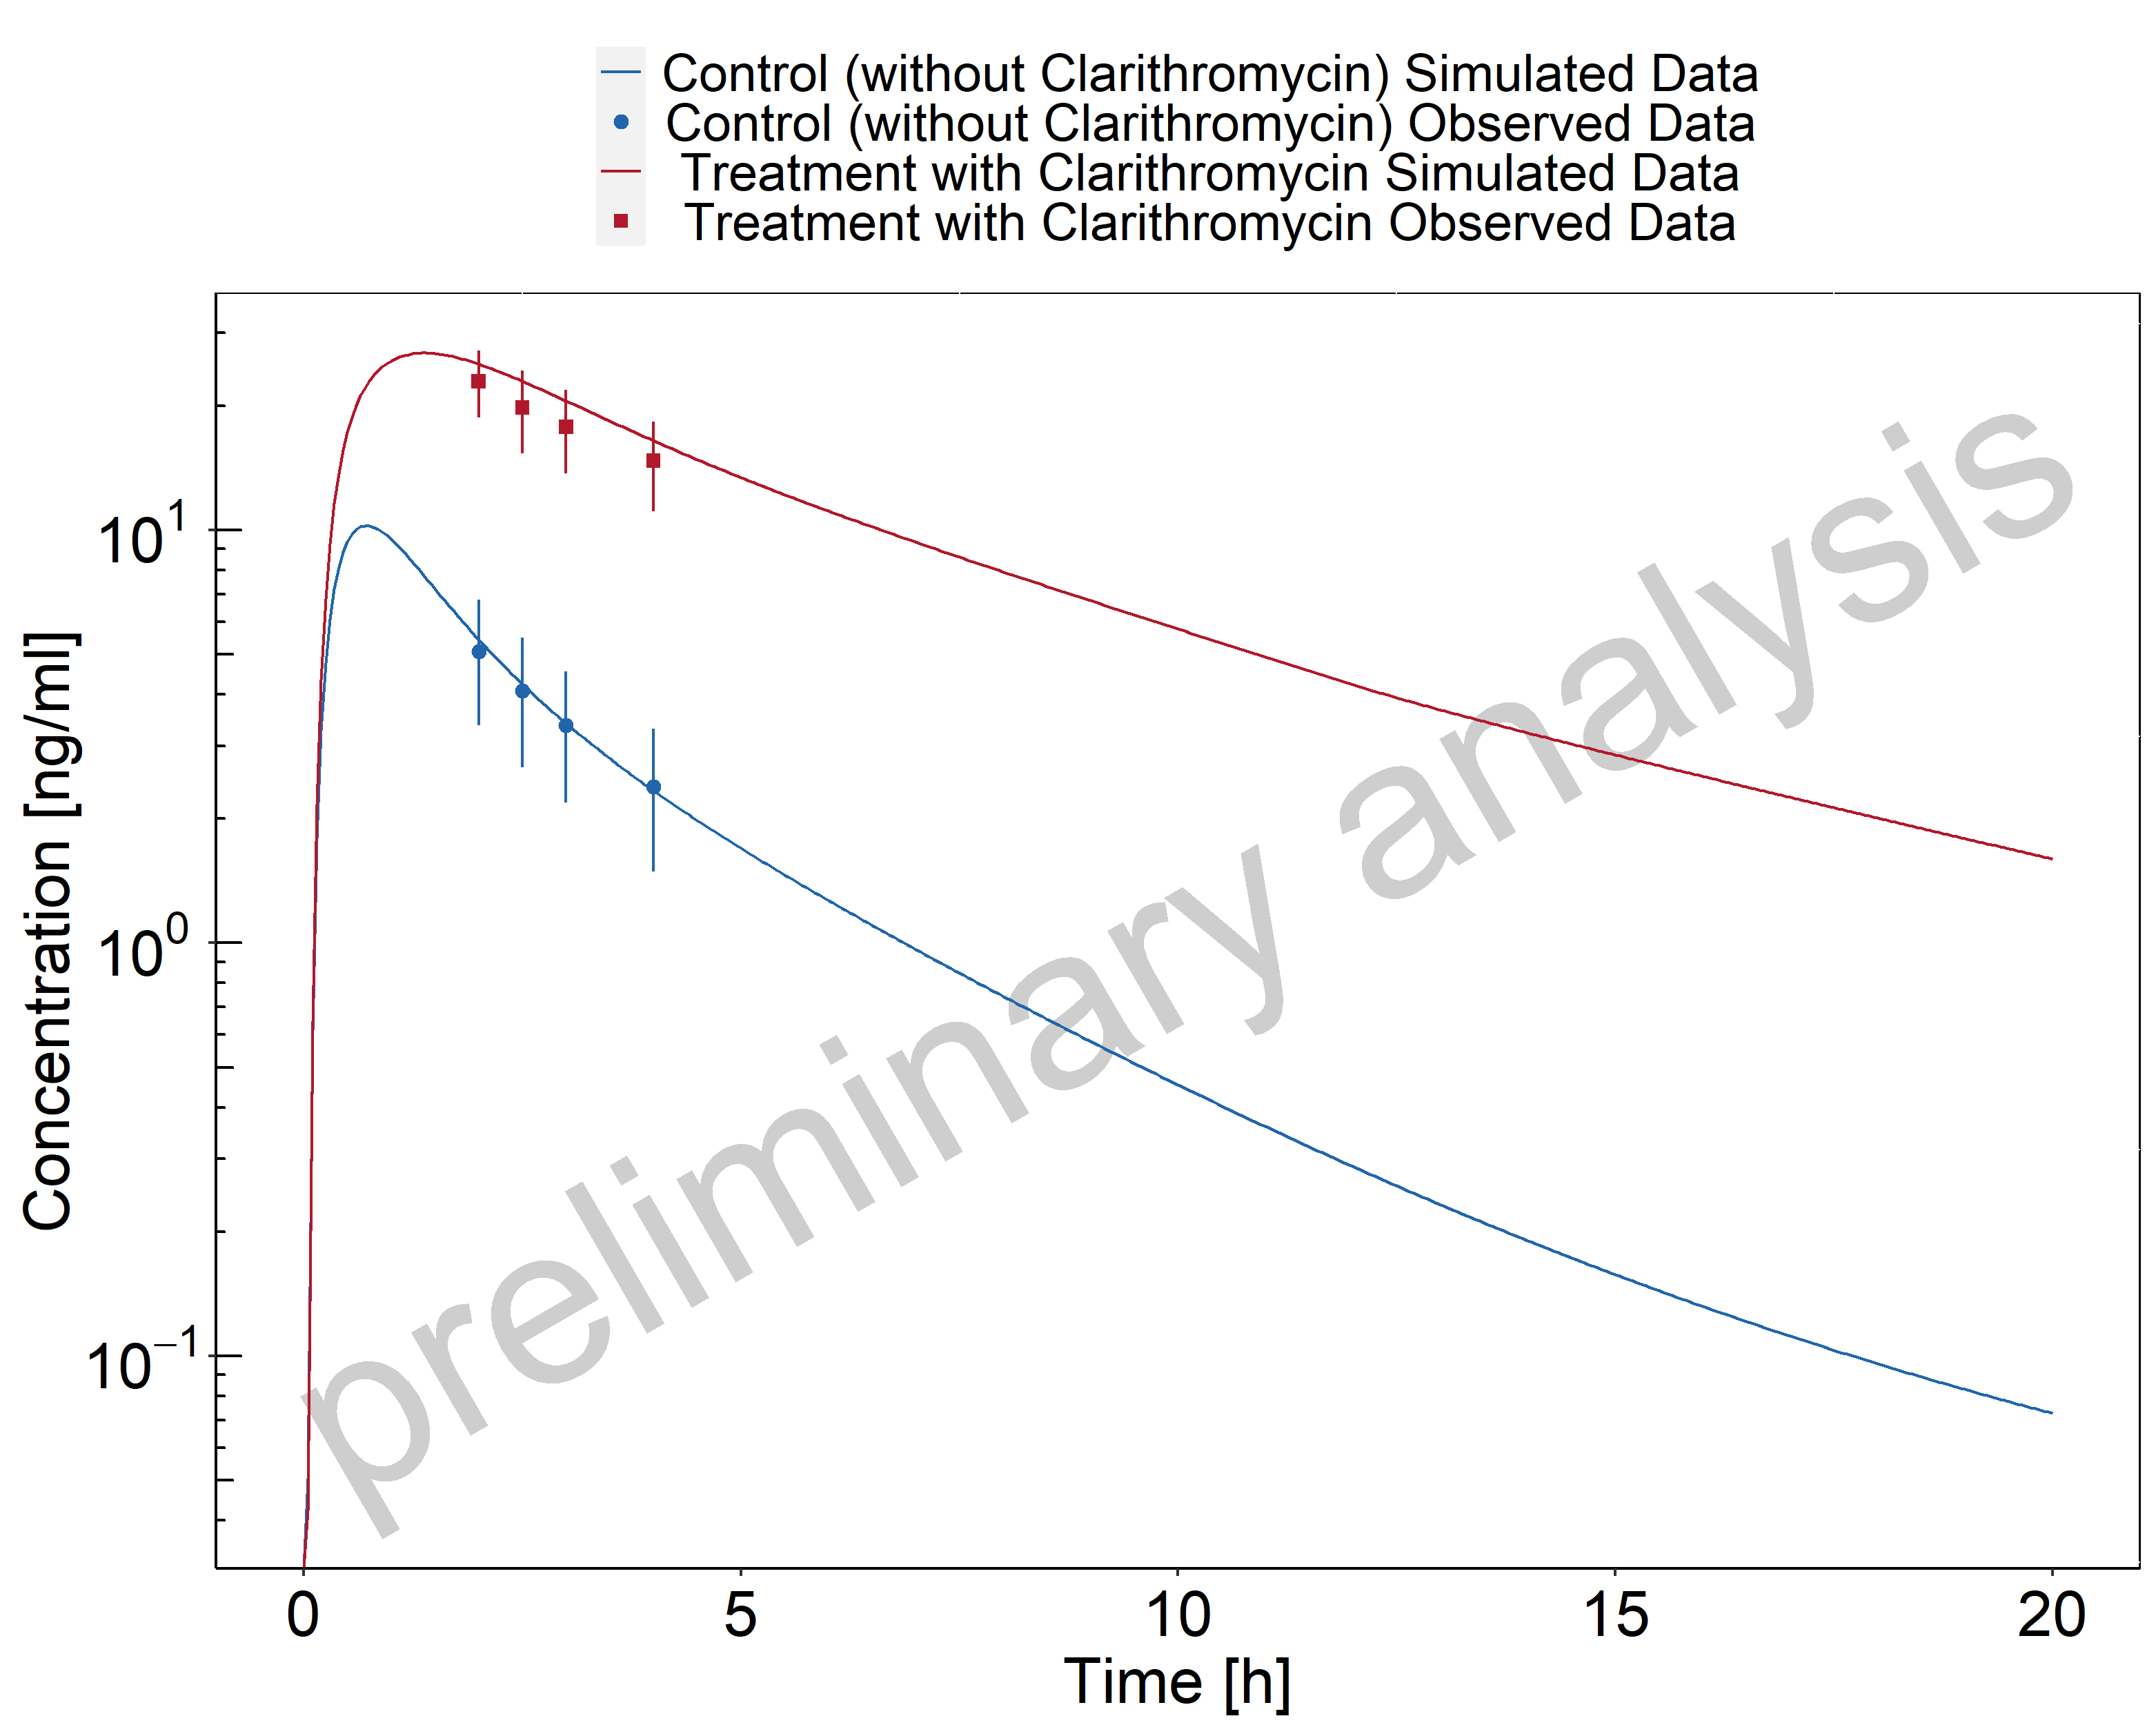 Control (without Clarithromycin) Simulated Data
Control (without Clarithromycin) Observed Data
Treatment with Clarithromycin Simulated Data
Treatment with Clarithromycin Observed Data
Concentration [ng/ml]
10¹
10⁰
10⁻¹
preliminary analysis
0 5 10 15 20
Time [h]